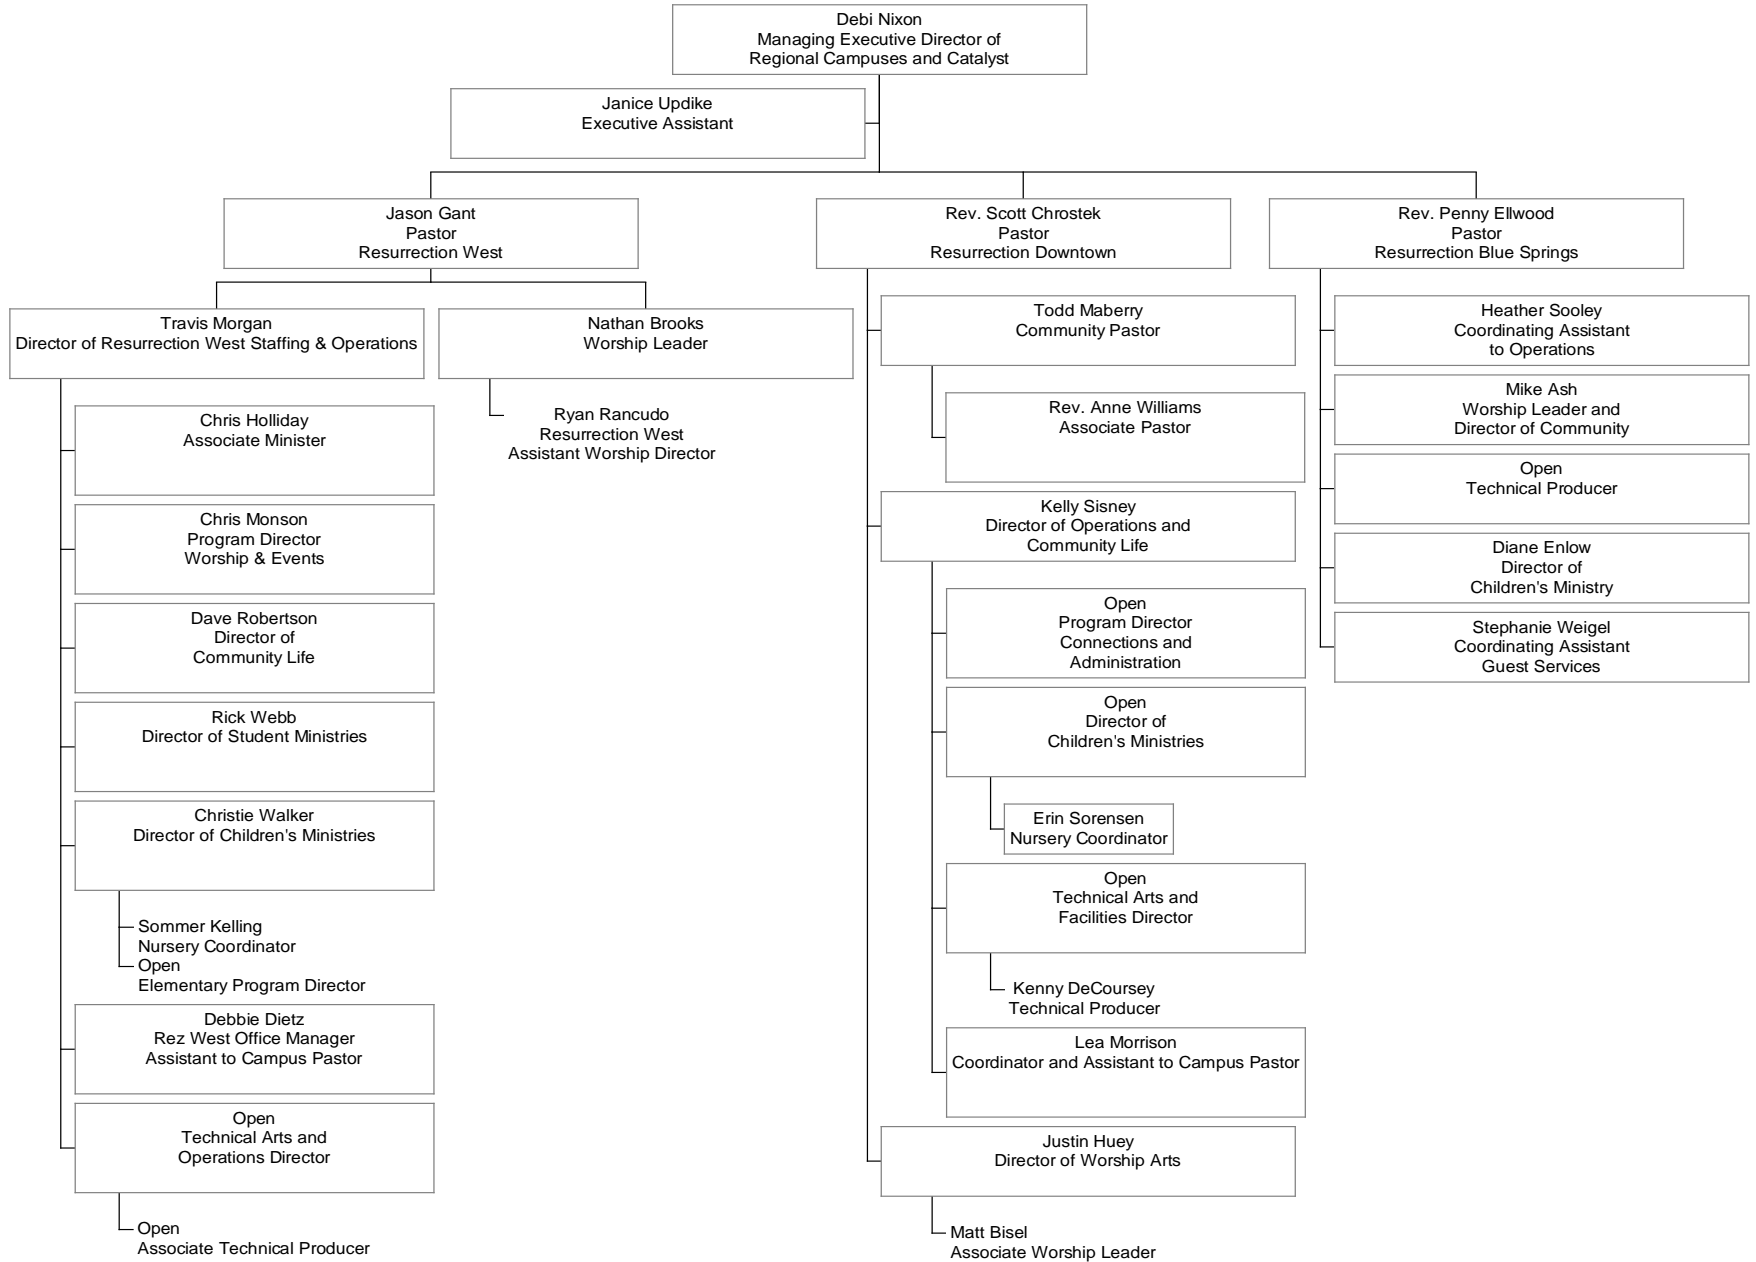 Debi Nixon
Managing Executive Director of
Regional Campuses and Catalyst
Janice Updike
Executive Assistant
Jason Gant
Pastor
Resurrection West
Travis Morgan
Director of Resurrection West Staffing & Operations
Chris Holliday
Associate Minister
Chris Monson
Program Director
Worship & Events
Dave Robertson
Director of
Community Life
Rick Webb
Director of Student Ministries
Christie Walker
Director of Children's Ministries
Sommer Kelling
Nursery Coordinator
Open
Elementary Program Director
Debbie Dietz
Rez West Office Manager
Assistant to Campus Pastor
Open
Technical Arts and
Operations Director
Open
Associate Technical Producer
Nathan Brooks
Worship Leader
Ryan Rancudo
Resurrection West
Assistant Worship Director
Rev. Scott Chrostek
Pastor
Resurrection Downtown
Todd Maberry
Community Pastor
Rev. Anne Williams
Associate Pastor
Kelly Sisney
Director of Operations and
Community Life
Open
Program Director
Connections and
Administration
Open
Director of
Children's Ministries
Erin Sorensen
Nursery Coordinator
Open
Technical Arts and
Facilities Director
Kenny DeCoursey
Technical Producer
Lea Morrison
Coordinator and Assistant to Campus Pastor
Justin Huey
Director of Worship Arts
Matt Bisel
Associate Worship Leader
Rev. Penny Ellwood
Pastor
Resurrection Blue Springs
Heather Sooley
Coordinating Assistant
to Operations
Mike Ash
Worship Leader and
Director of Community
Open
Technical Producer
Diane Enlow
Director of
Children's Ministry
Stephanie Weigel
Coordinating Assistant
Guest Services